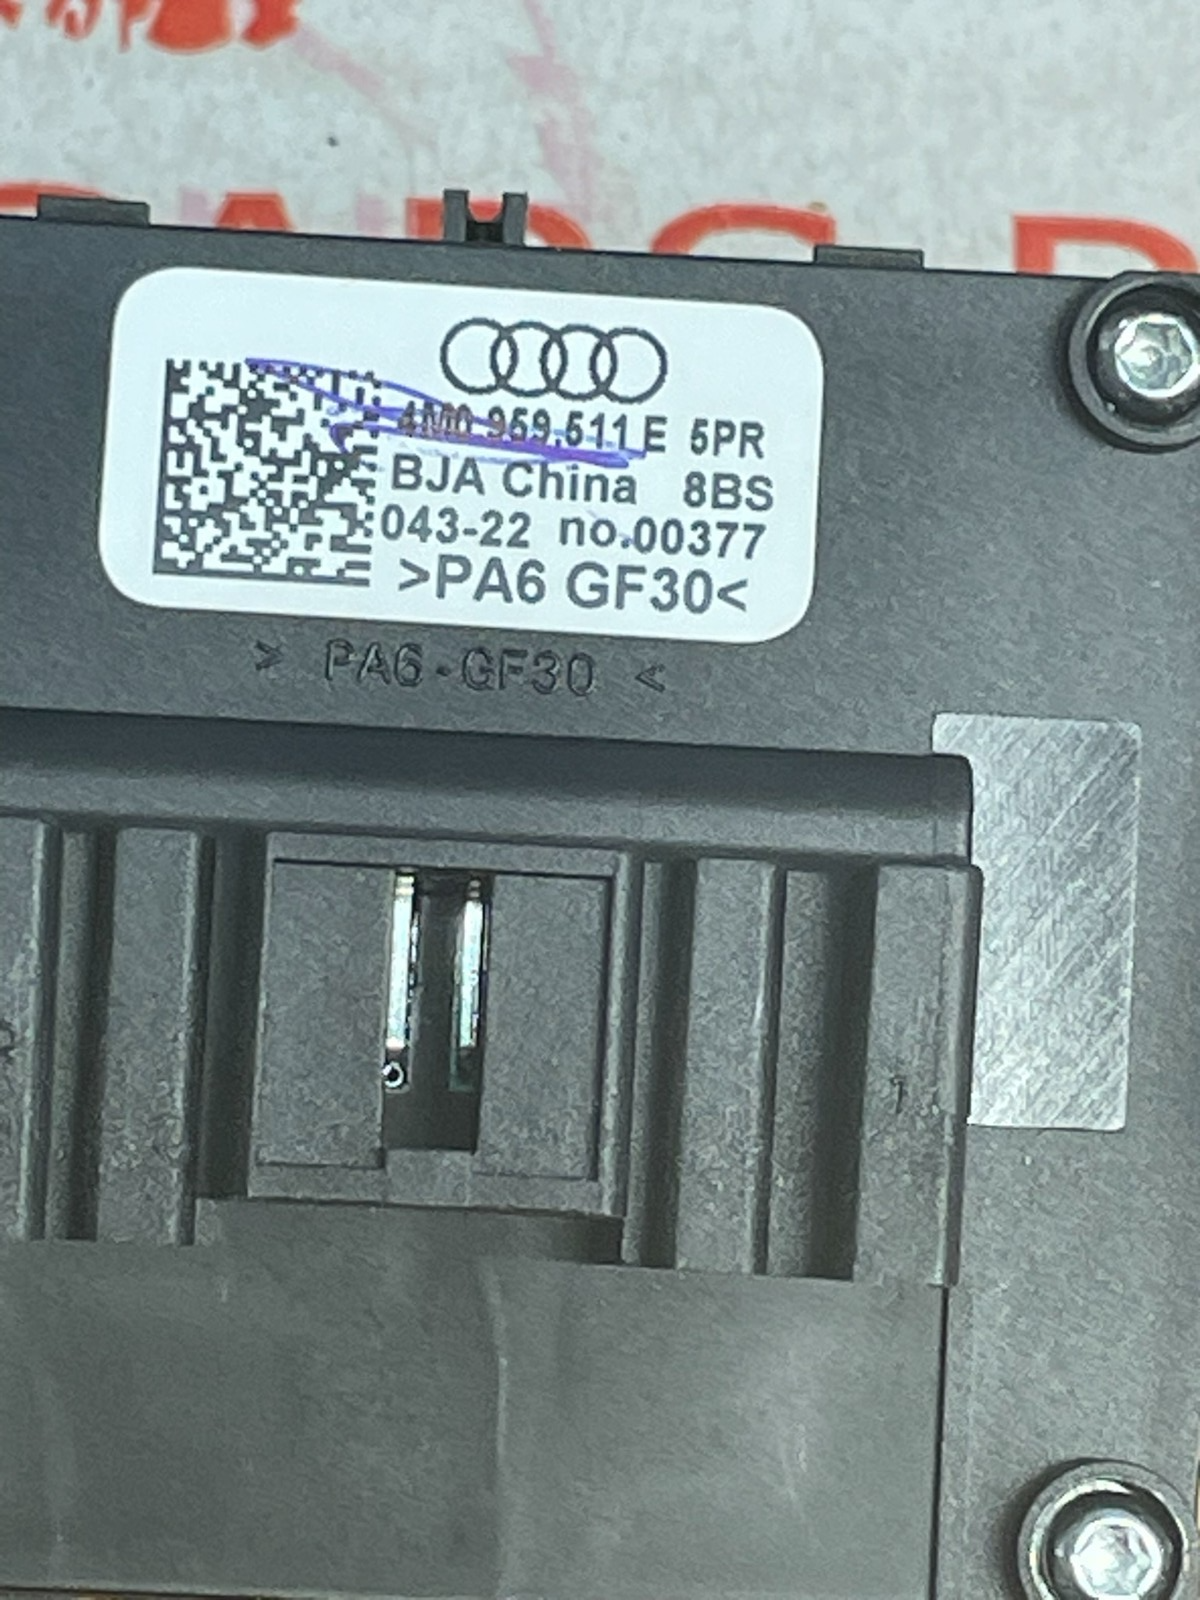 4M0.959.511 E 5PR
BJA China 8BS
043-22 no.00377
>PA6 GF30<
> PA6-GF30 <